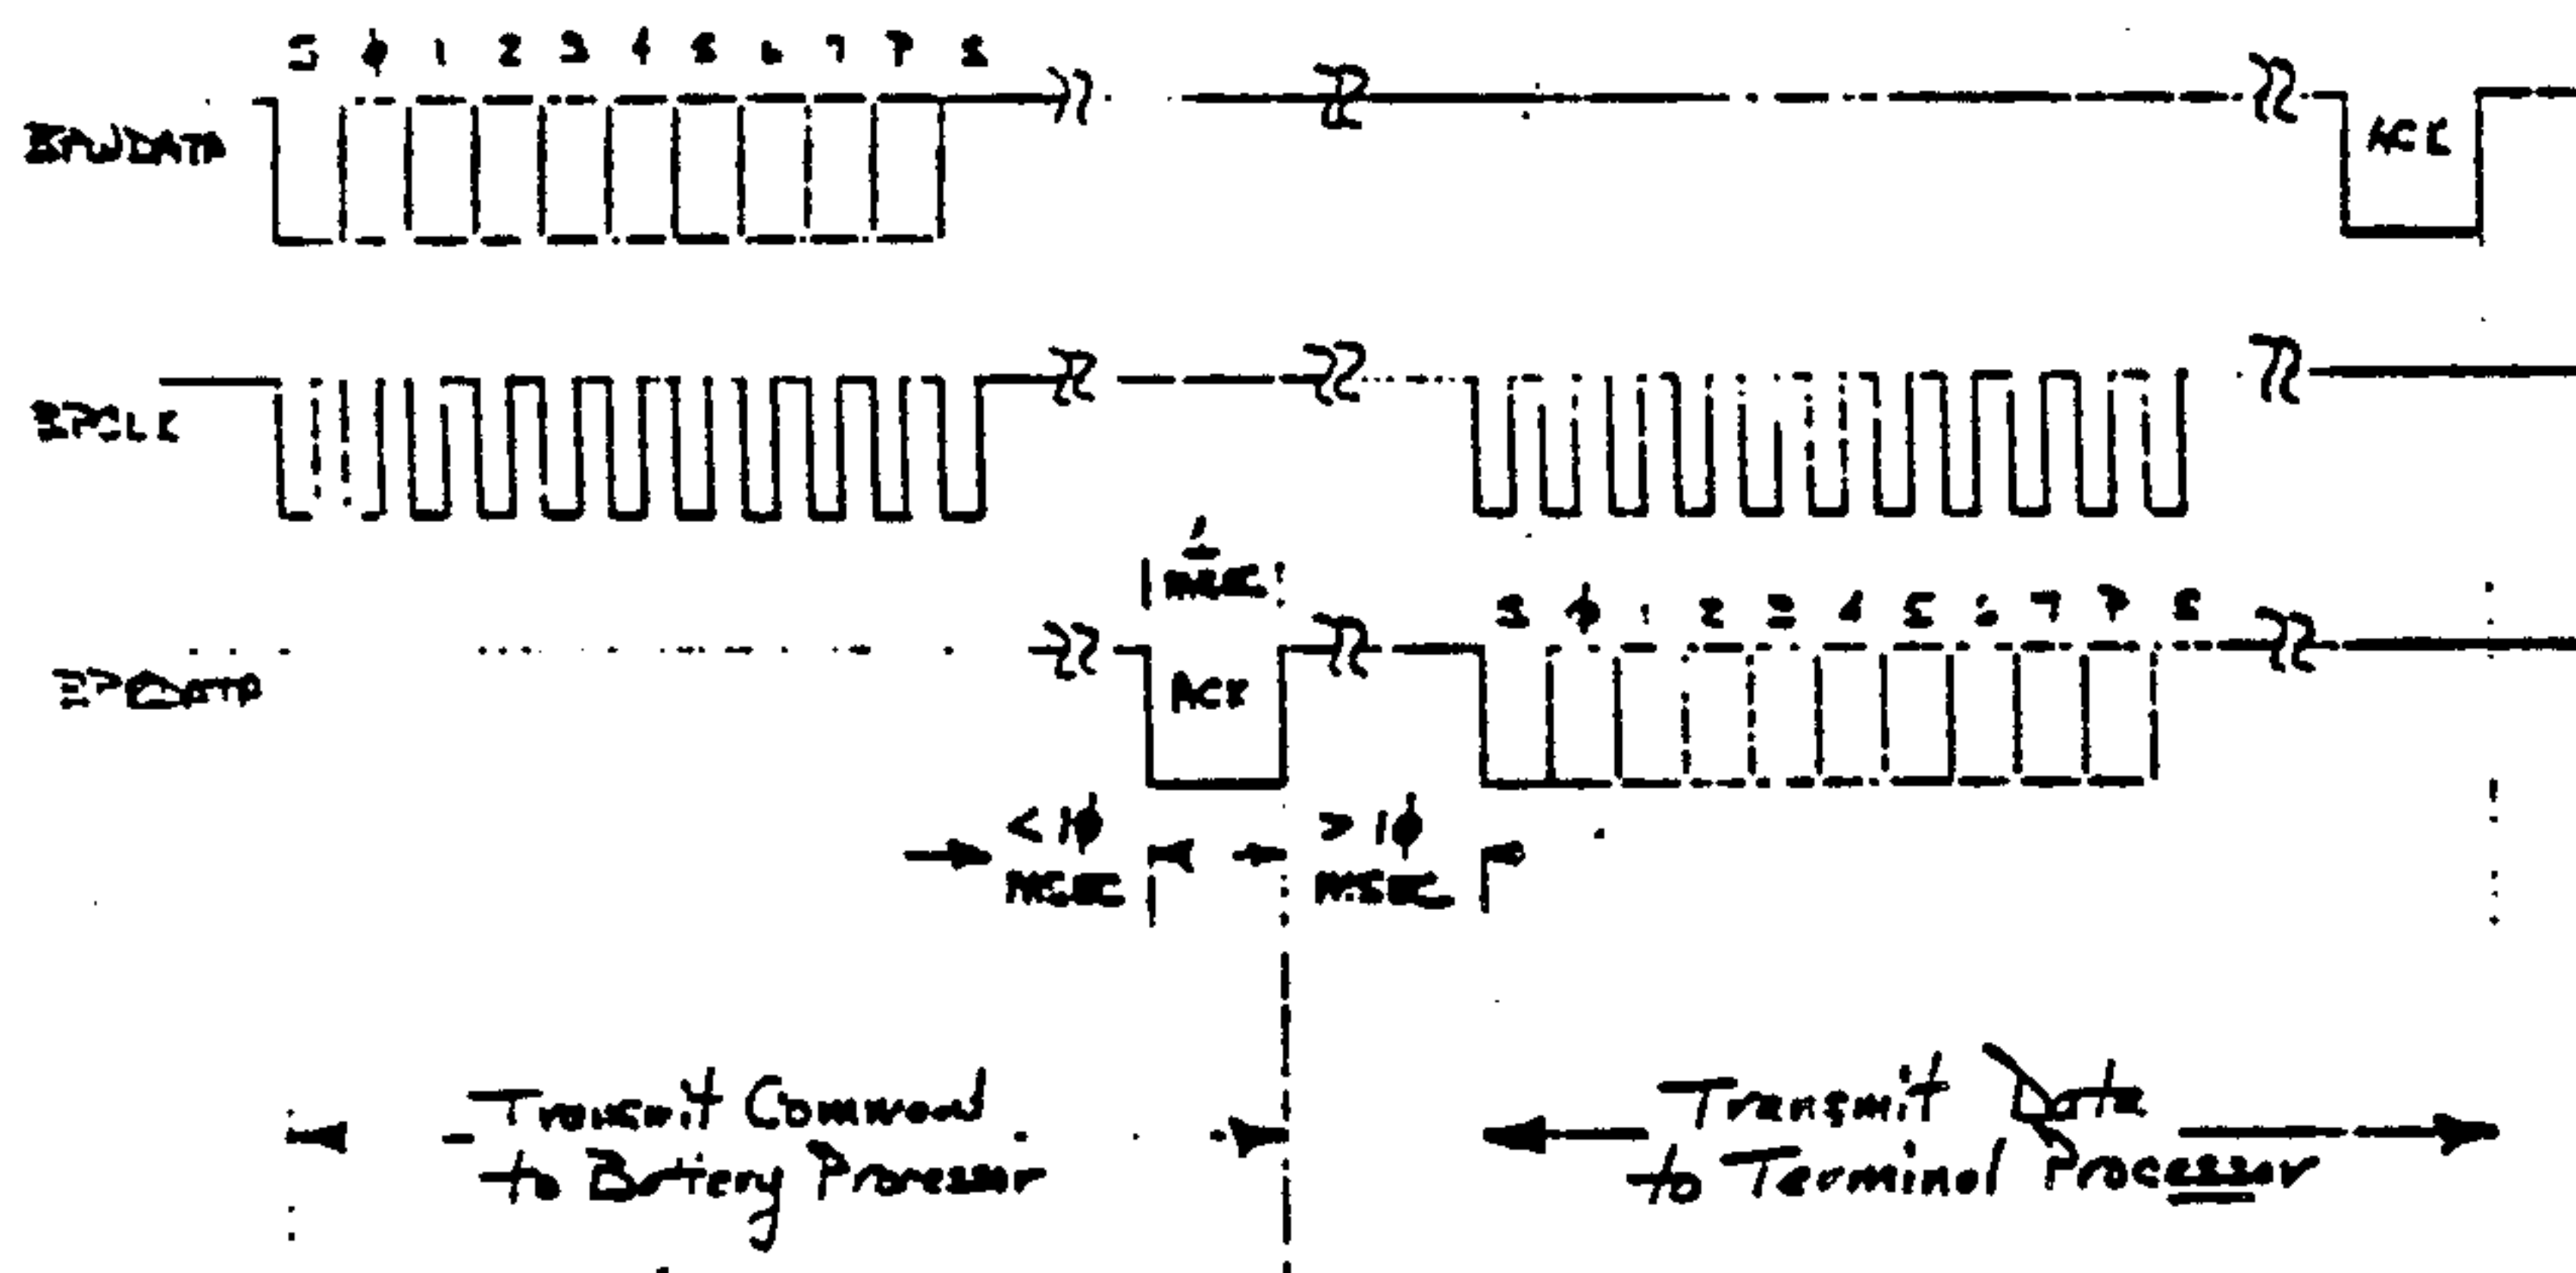 S φ 1 2 3 4 5 6 7 P S
BPWDATA
ACK
BPCLK
1
MSEC
S φ 1 2 3 4 5 6 7 P S
ACK
< 1φ
MSEC
> 1φ
MSEC
Transmit Command
to Battery Processor
Transmit Data
to Terminal Processor